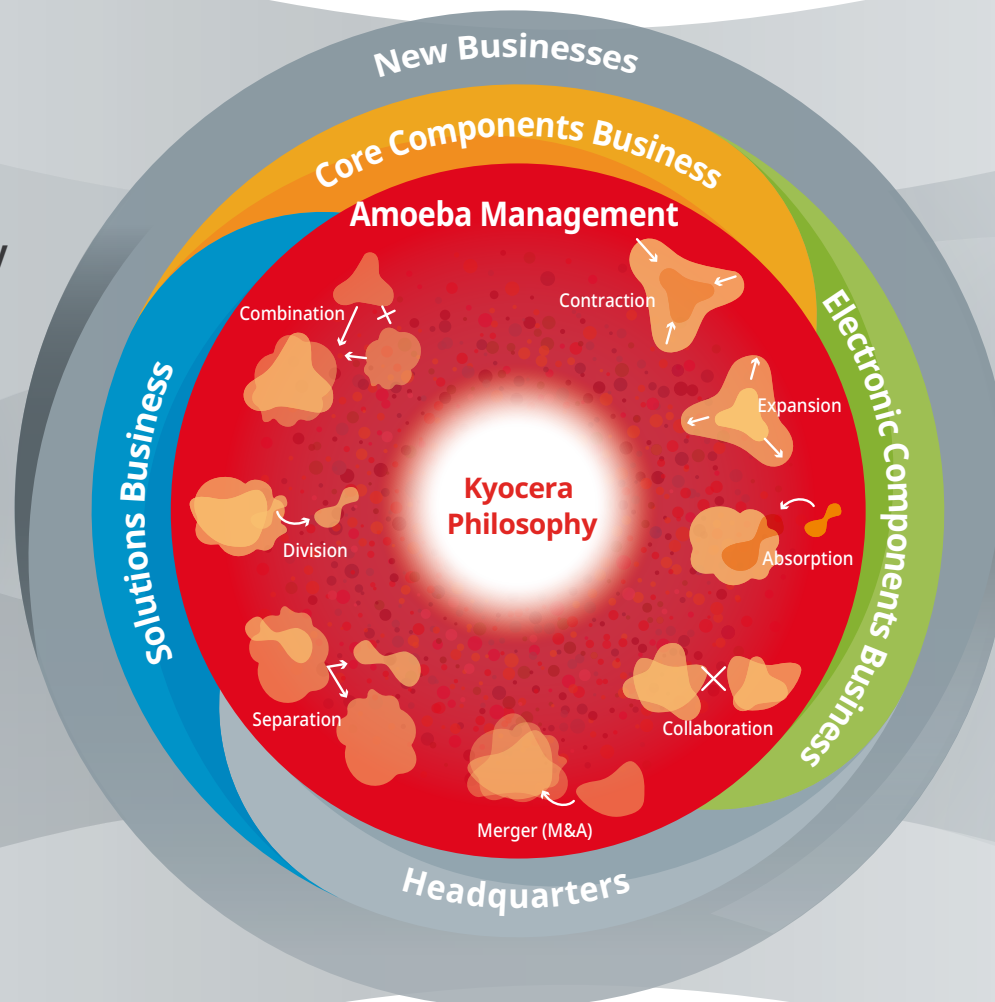 New Businesses
Core Components Business
Amoeba Management
Contraction
Combination
Electronic Components Business
Solutions Business
Expansion
Kyocera
Philosophy
Division
Absorption
Separation
Collaboration
Merger (M&A)
Headquarters